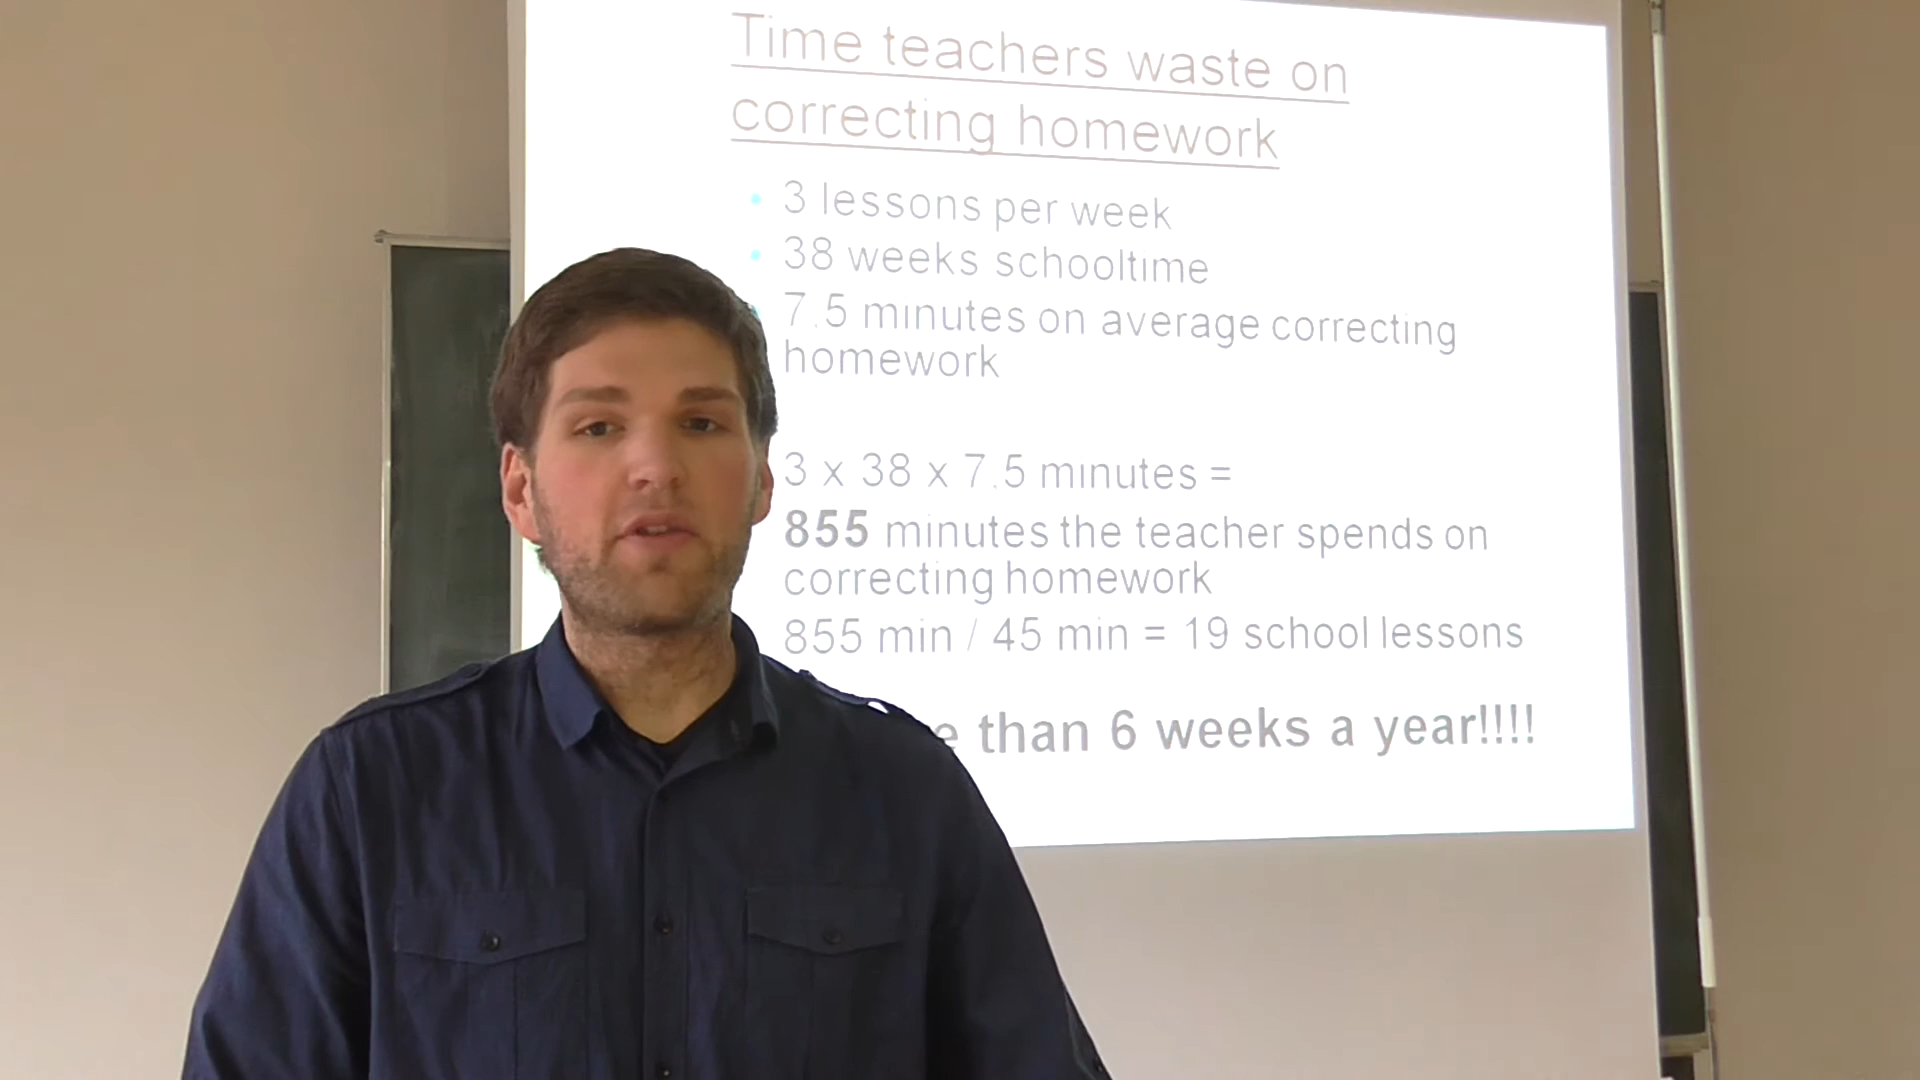 Time teachers waste on
correcting homework
• 3 lessons per week
• 38 weeks schooltime
7.5 minutes on average correcting
homework
3 x 38 x 7.5 minutes =
855 minutes the teacher spends on
correcting homework
855 min / 45 min = 19 school lessons
than 6 weeks a year!!!!